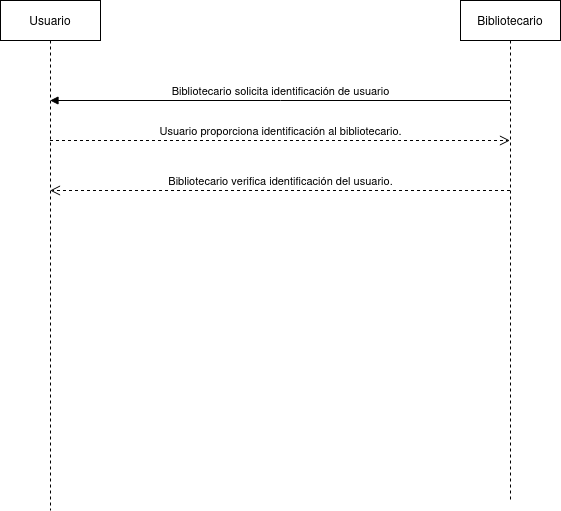 Usuario
Bibliotecario
Bibliotecario solicita identificación de usuario
Usuario proporciona identificación al bibliotecario.
Bibliotecario verifica identificación del usuario.